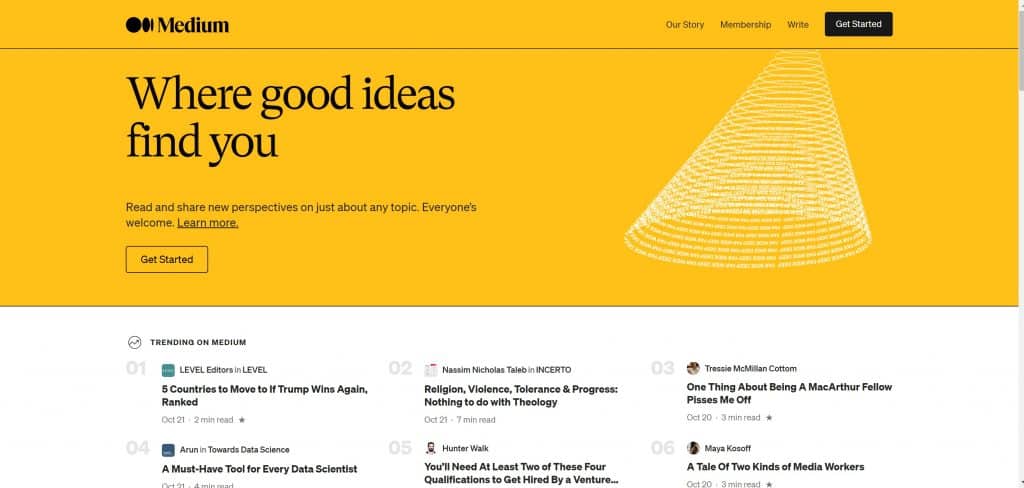 Medium
Our Story
Membership
Write
Get Started
Where good ideas
find you
Read and share new perspectives on just about any topic. Everyone's
welcome. Learn more.
Get Started
TRENDING ON MEDIUM
01
LEVEL Editors in LEVEL
5 Countries to Move to If Trump Wins Again,
Ranked
Oct 21 · 2 min read ★
02
Nassim Nicholas Taleb in INCERTO
Religion, Violence, Tolerance & Progress:
Nothing to do with Theology
Oct 21 · 7 min read
03
Tressie McMillan Cottom
One Thing About Being A MacArthur Fellow
Pisses Me Off
Oct 20 · 3 min read ★
04
Arun in Towards Data Science
A Must-Have Tool for Every Data Scientist
Oct 21 · 4 min read
05
Hunter Walk
You'll Need At Least Two of These Four
Qualifications to Get Hired By a Venture...
06
Maya Kosoff
A Tale Of Two Kinds of Media Workers
Oct 20 · 3 min read ★